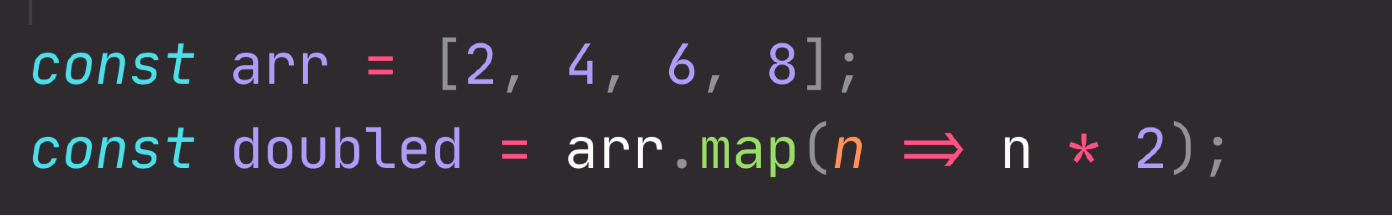 const arr = [2, 4, 6, 8];
const doubled = arr.map(n => n * 2);